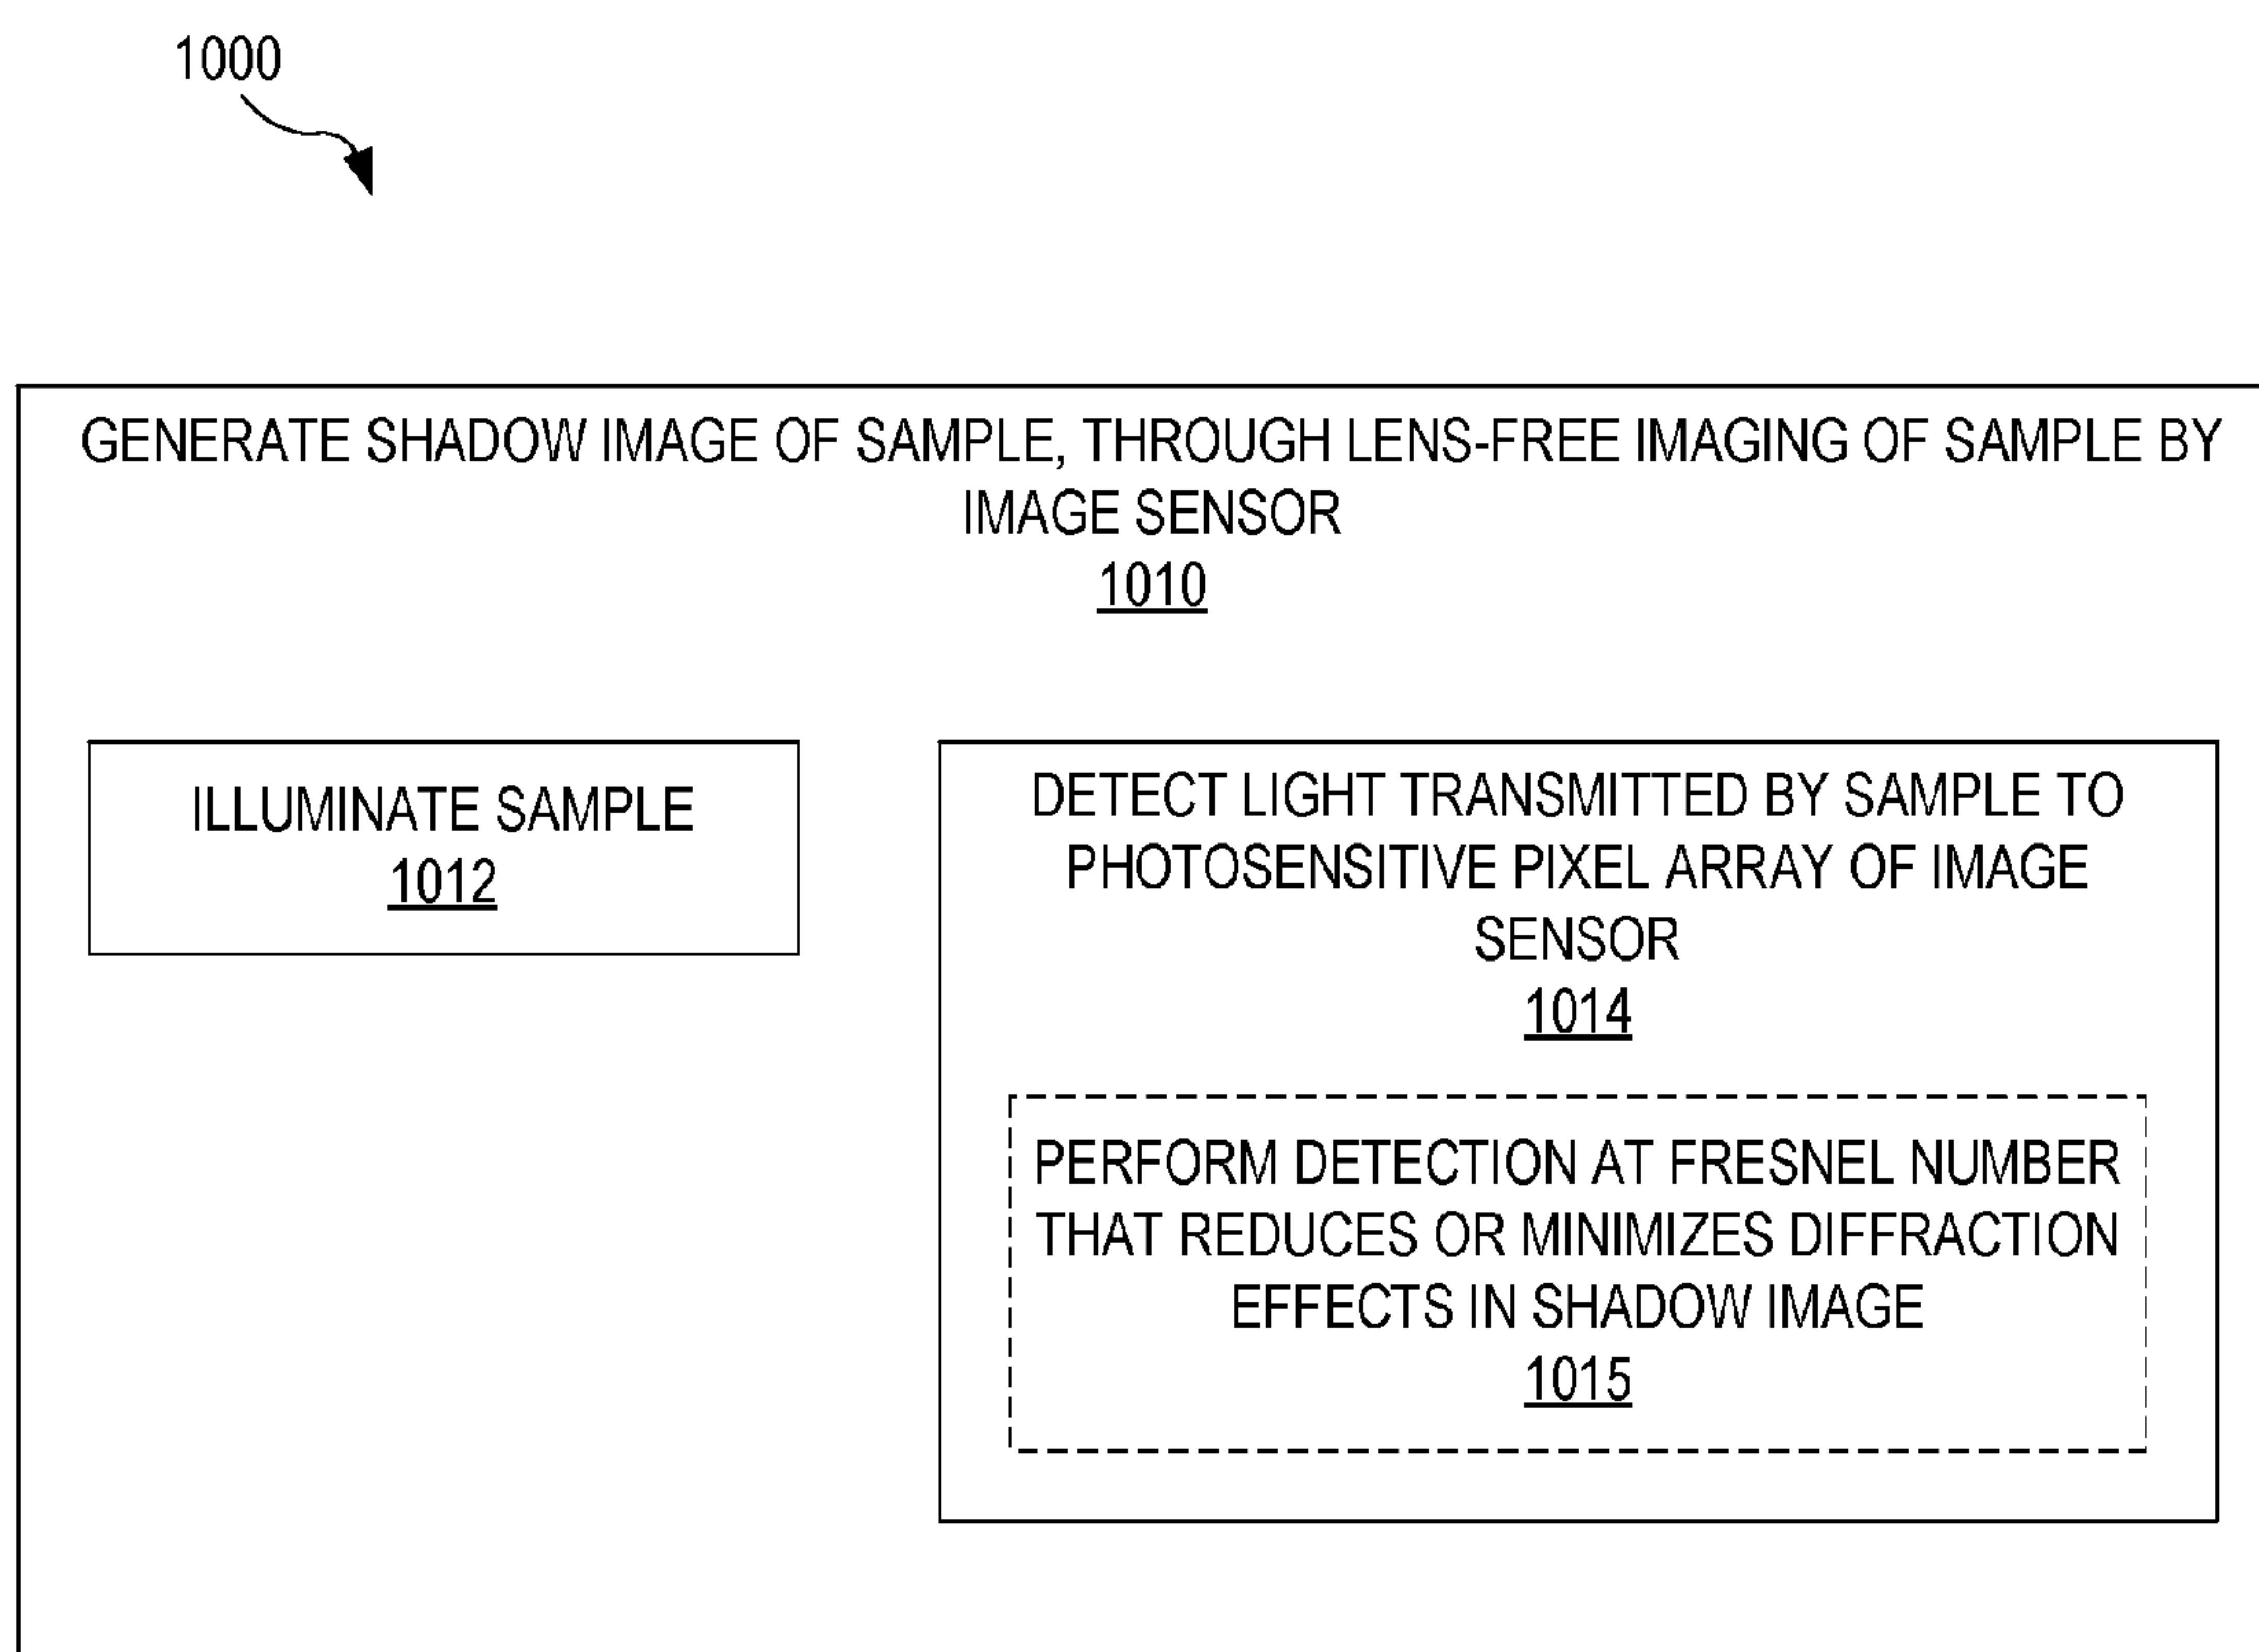 1000
GENERATE SHADOW IMAGE OF SAMPLE, THROUGH LENS-FREE IMAGING OF SAMPLE BY
IMAGE SENSOR
1010
ILLUMINATE SAMPLE
1012
DETECT LIGHT TRANSMITTED BY SAMPLE TO
PHOTOSENSITIVE PIXEL ARRAY OF IMAGE
SENSOR
1014
PERFORM DETECTION AT FRESNEL NUMBER
THAT REDUCES OR MINIMIZES DIFFRACTION
EFFECTS IN SHADOW IMAGE
1015